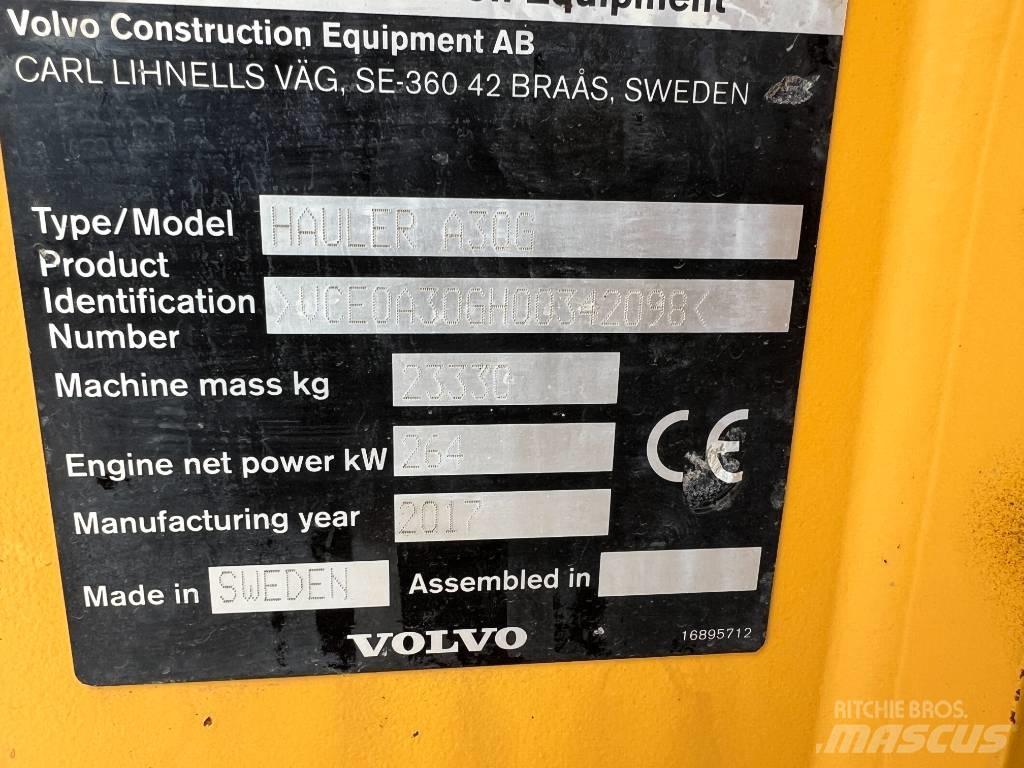 Equipment
Volvo Construction Equipment AB
CARL LIHNELLS VÄG, SE-360 42 BRAÅS, SWEDEN
Type/Model HAULER A30G
Product
Identification >VCE0A30GH00342098<
Number
Machine mass kg 23330
Engine net power kW 264
CE
Manufacturing year 2017
Made in SWEDEN Assembled in
VOLVO 16895712
RITCHIE BROS.
MASCUS